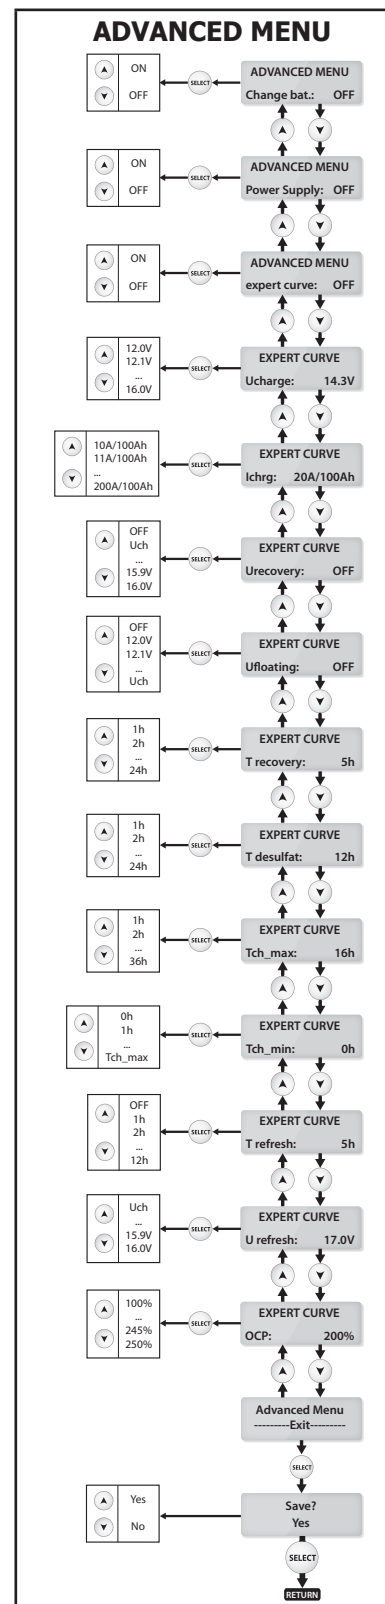 ADVANCED MENU
ON
OFF
SELECT
ADVANCED MENU
Change bat.: OFF
ON
OFF
SELECT
ADVANCED MENU
Power Supply: OFF
ON
OFF
SELECT
ADVANCED MENU
expert curve: OFF
12.0V
12.1V
...
16.0V
SELECT
EXPERT CURVE
Ucharge: 14.3V
10A/100Ah
11A/100Ah
...
200A/100Ah
SELECT
EXPERT CURVE
Ichrg: 20A/100Ah
OFF
Uch
...
15.9V
16.0V
SELECT
EXPERT CURVE
Urecovery: OFF
OFF
12.0V
12.1V
...
Uch
SELECT
EXPERT CURVE
Ufloating: OFF
1h
2h
...
24h
SELECT
EXPERT CURVE
T recovery: 5h
1h
2h
...
24h
SELECT
EXPERT CURVE
T desulfat: 12h
1h
2h
...
36h
SELECT
EXPERT CURVE
Tch_max: 16h
0h
1h
...
Tch_max
SELECT
EXPERT CURVE
Tch_min: 0h
OFF
1h
2h
...
12h
SELECT
EXPERT CURVE
T refresh: 5h
Uch
...
15.9V
16.0V
SELECT
EXPERT CURVE
U refresh: 17.0V
100%
...
245%
250%
SELECT
EXPERT CURVE
OCP: 200%
Advanced Menu
---------Exit---------
SELECT
Yes
No
Save?
Yes
SELECT
RETURN